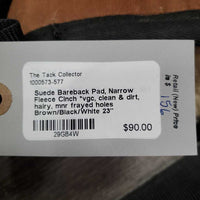 The Tack Collector
1000573-577
Suede Bareback Pad, Narrow
Fleece Cinch *vgc, clean & dirt,
hairy, mnr frayed holes
Brown/Black/White 23"
$90.00
29GB4W
Retail (New) Price
in $
156